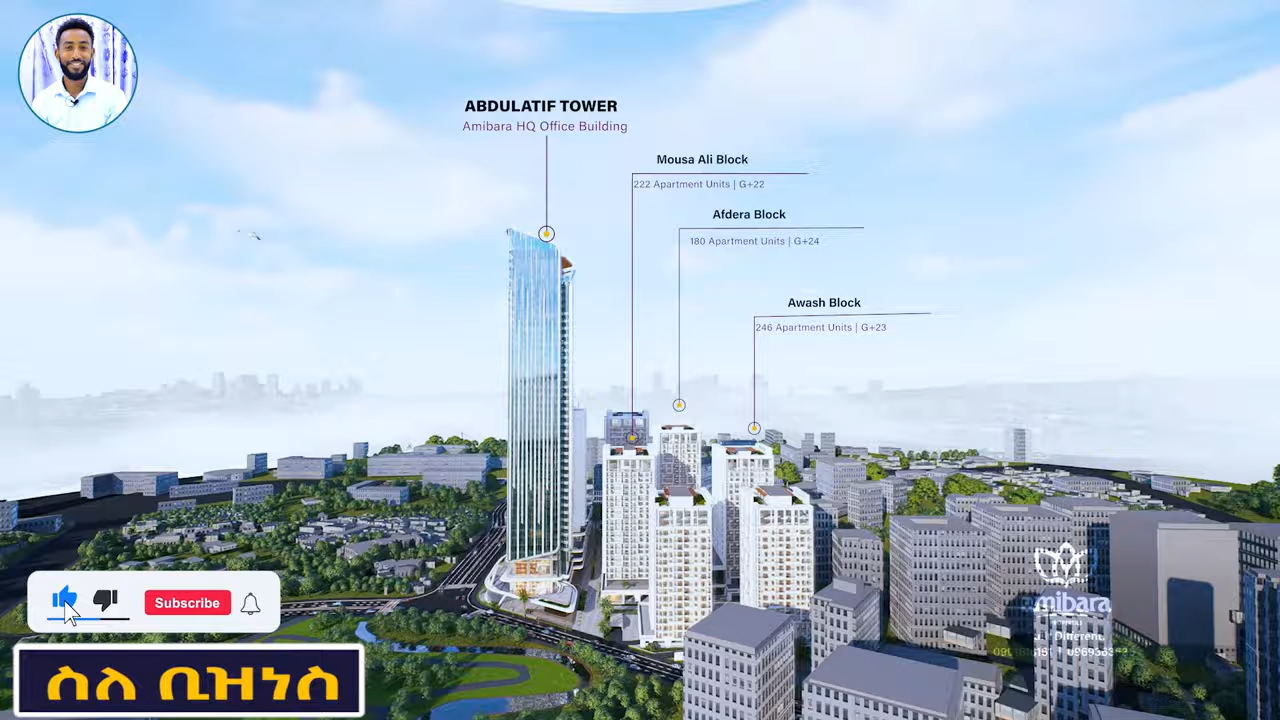 ABDULATIF TOWER
Amibara HQ Office Building
Mousa Ali Block
222 Apartment Units | G+22
Afdera Block
180 Apartment Units | G+24
Awash Block
246 Apartment Units | G+23
Subscribe
ስለ ቢዝነስ
mibara
Different.